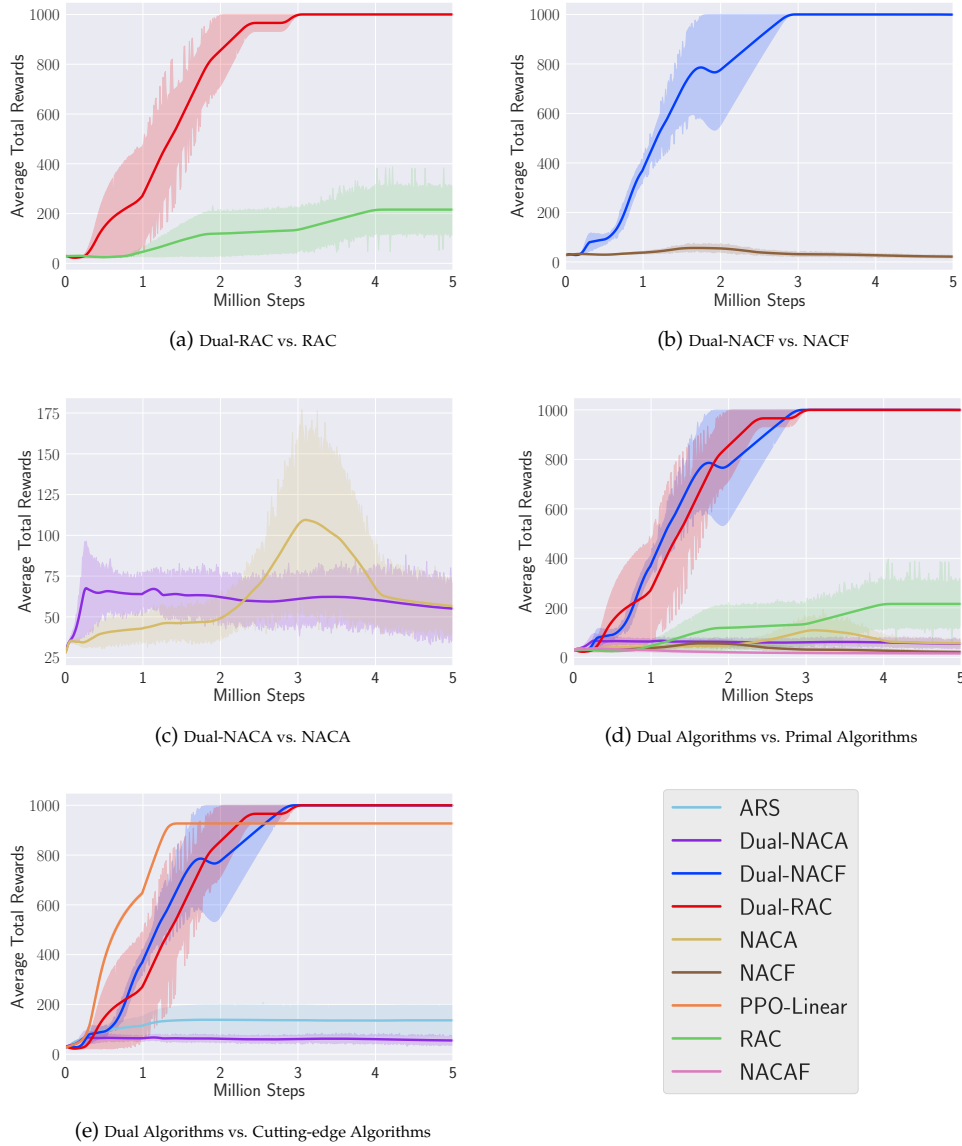 1000
800
600
400
200
0
Average Total Rewards
0 1 2 3 4 5
Million Steps
(a) Dual-RAC vs. RAC
1000
800
600
400
200
0
Average Total Rewards
0 1 2 3 4 5
Million Steps
(b) Dual-NACF vs. NACF
175
150
125
100
75
50
25
Average Total Rewards
0 1 2 3 4 5
Million Steps
(c) Dual-NACA vs. NACA
1000
800
600
400
200
0
Average Total Rewards
0 1 2 3 4 5
Million Steps
(d) Dual Algorithms vs. Primal Algorithms
1000
800
600
400
200
0
Average Total Rewards
0 1 2 3 4 5
Million Steps
(e) Dual Algorithms vs. Cutting-edge Algorithms
ARS
Dual-NACA
Dual-NACF
Dual-RAC
NACA
NACF
PPO-Linear
RAC
NACAF